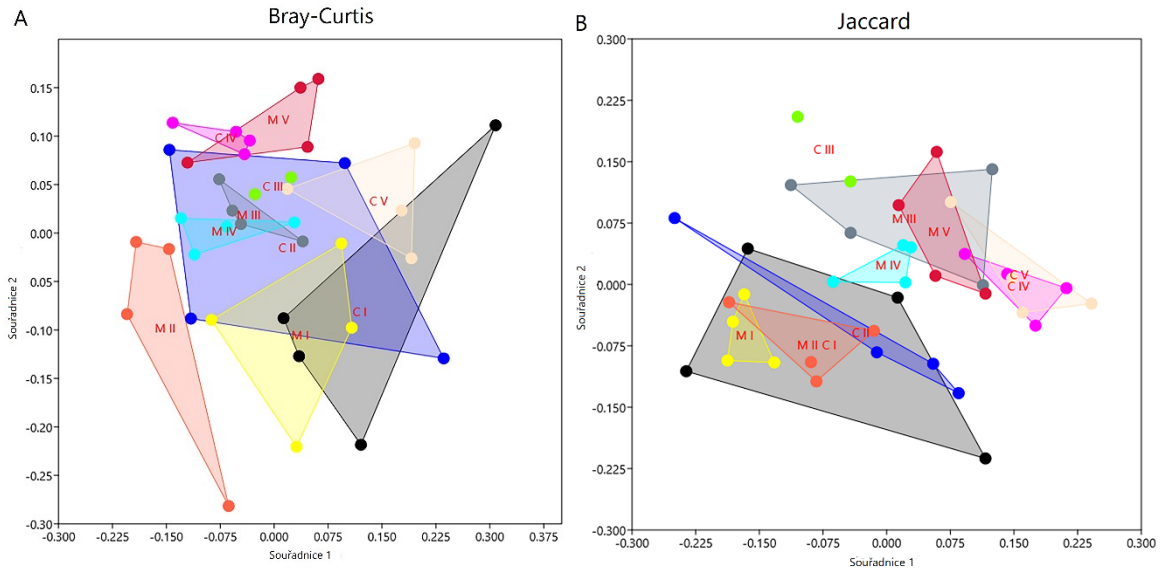 A
Bray-Curtis
0.15
0.10
0.05
0.00
-0.05
-0.10
-0.15
-0.20
-0.25
-0.30
Souřadnice 2
M V
C IV
C III
C V
M III
M IV
C II
C I
M I
M II
-0.300
-0.225
-0.150
-0.075
0.000
0.075
0.150
0.225
0.300
0.375
Souřadnice 1
B
Jaccard
0.300
0.225
0.150
0.075
0.000
-0.075
-0.150
-0.225
-0.300
Souřadnice 2
C III
M III
M V
M IV
C V
C IV
M I
C II
M II C I
-0.300
-0.225
-0.150
-0.075
0.000
0.075
0.150
0.225
0.300
Souřadnice 1